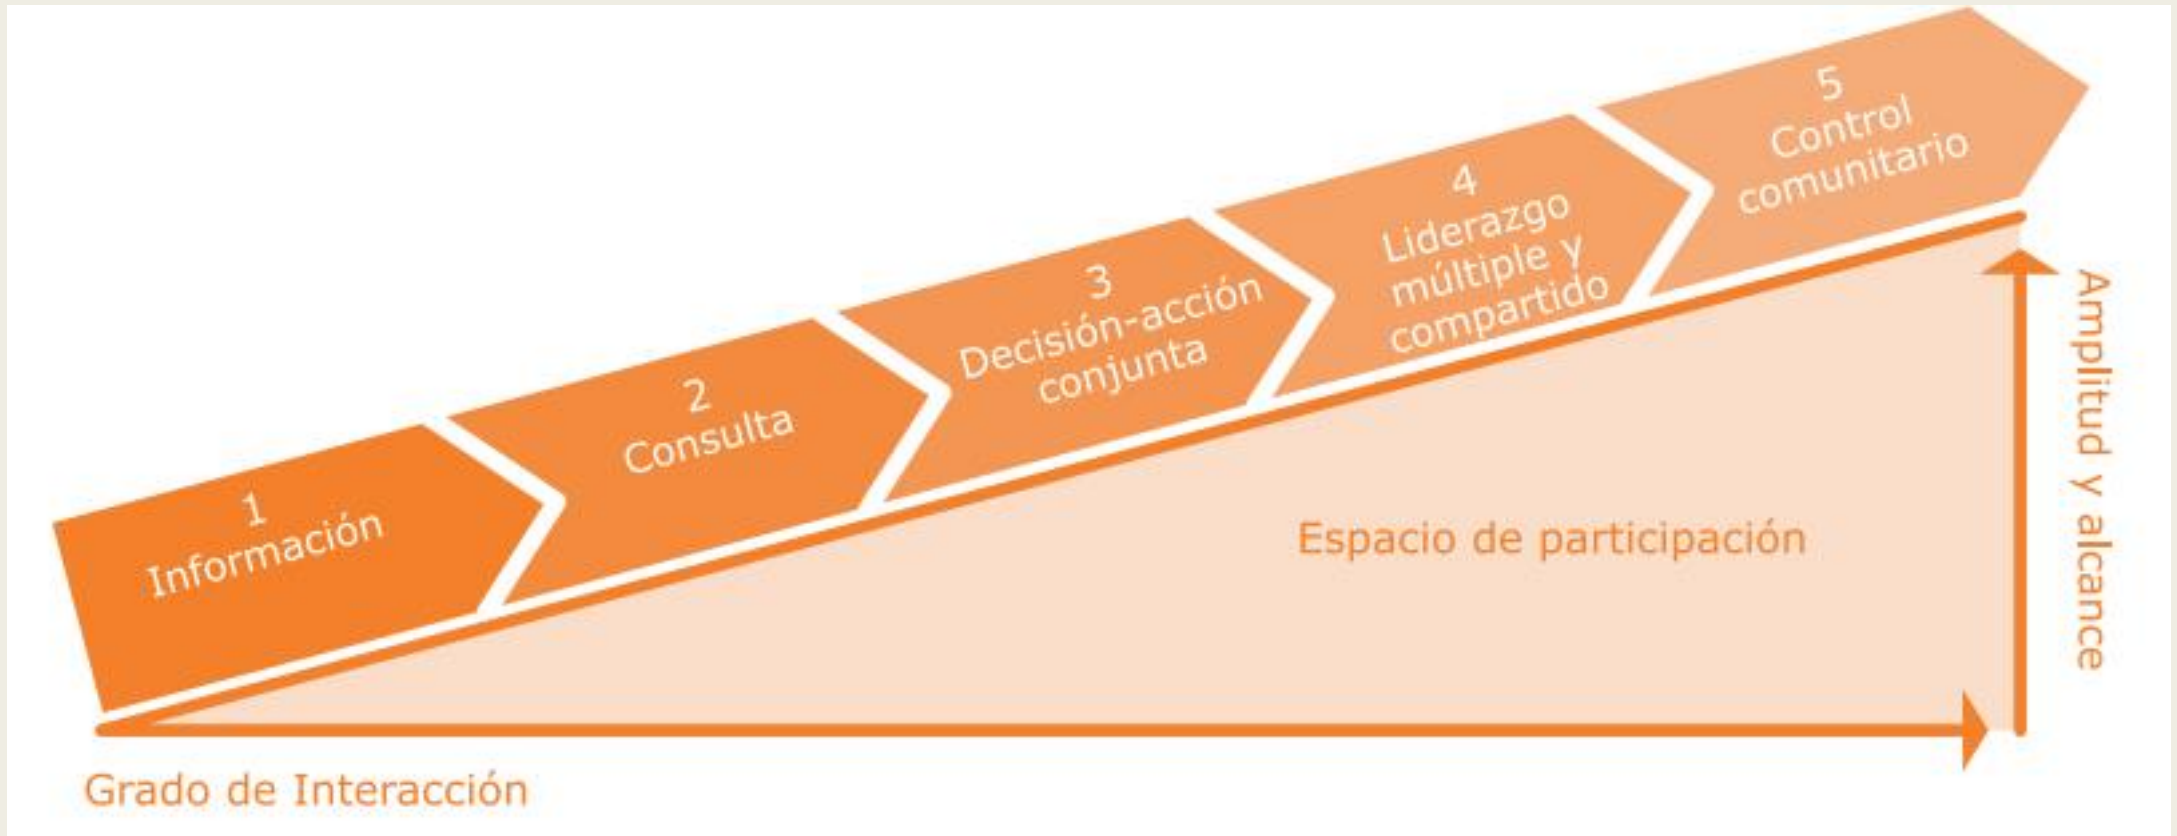 1
Información
2
Consulta
3
Decisión-acción
conjunta
4
Liderazgo
múltiple y
compartido
5
Control
comunitario
Espacio de participación
Amplitud y alcance
Grado de Interacción